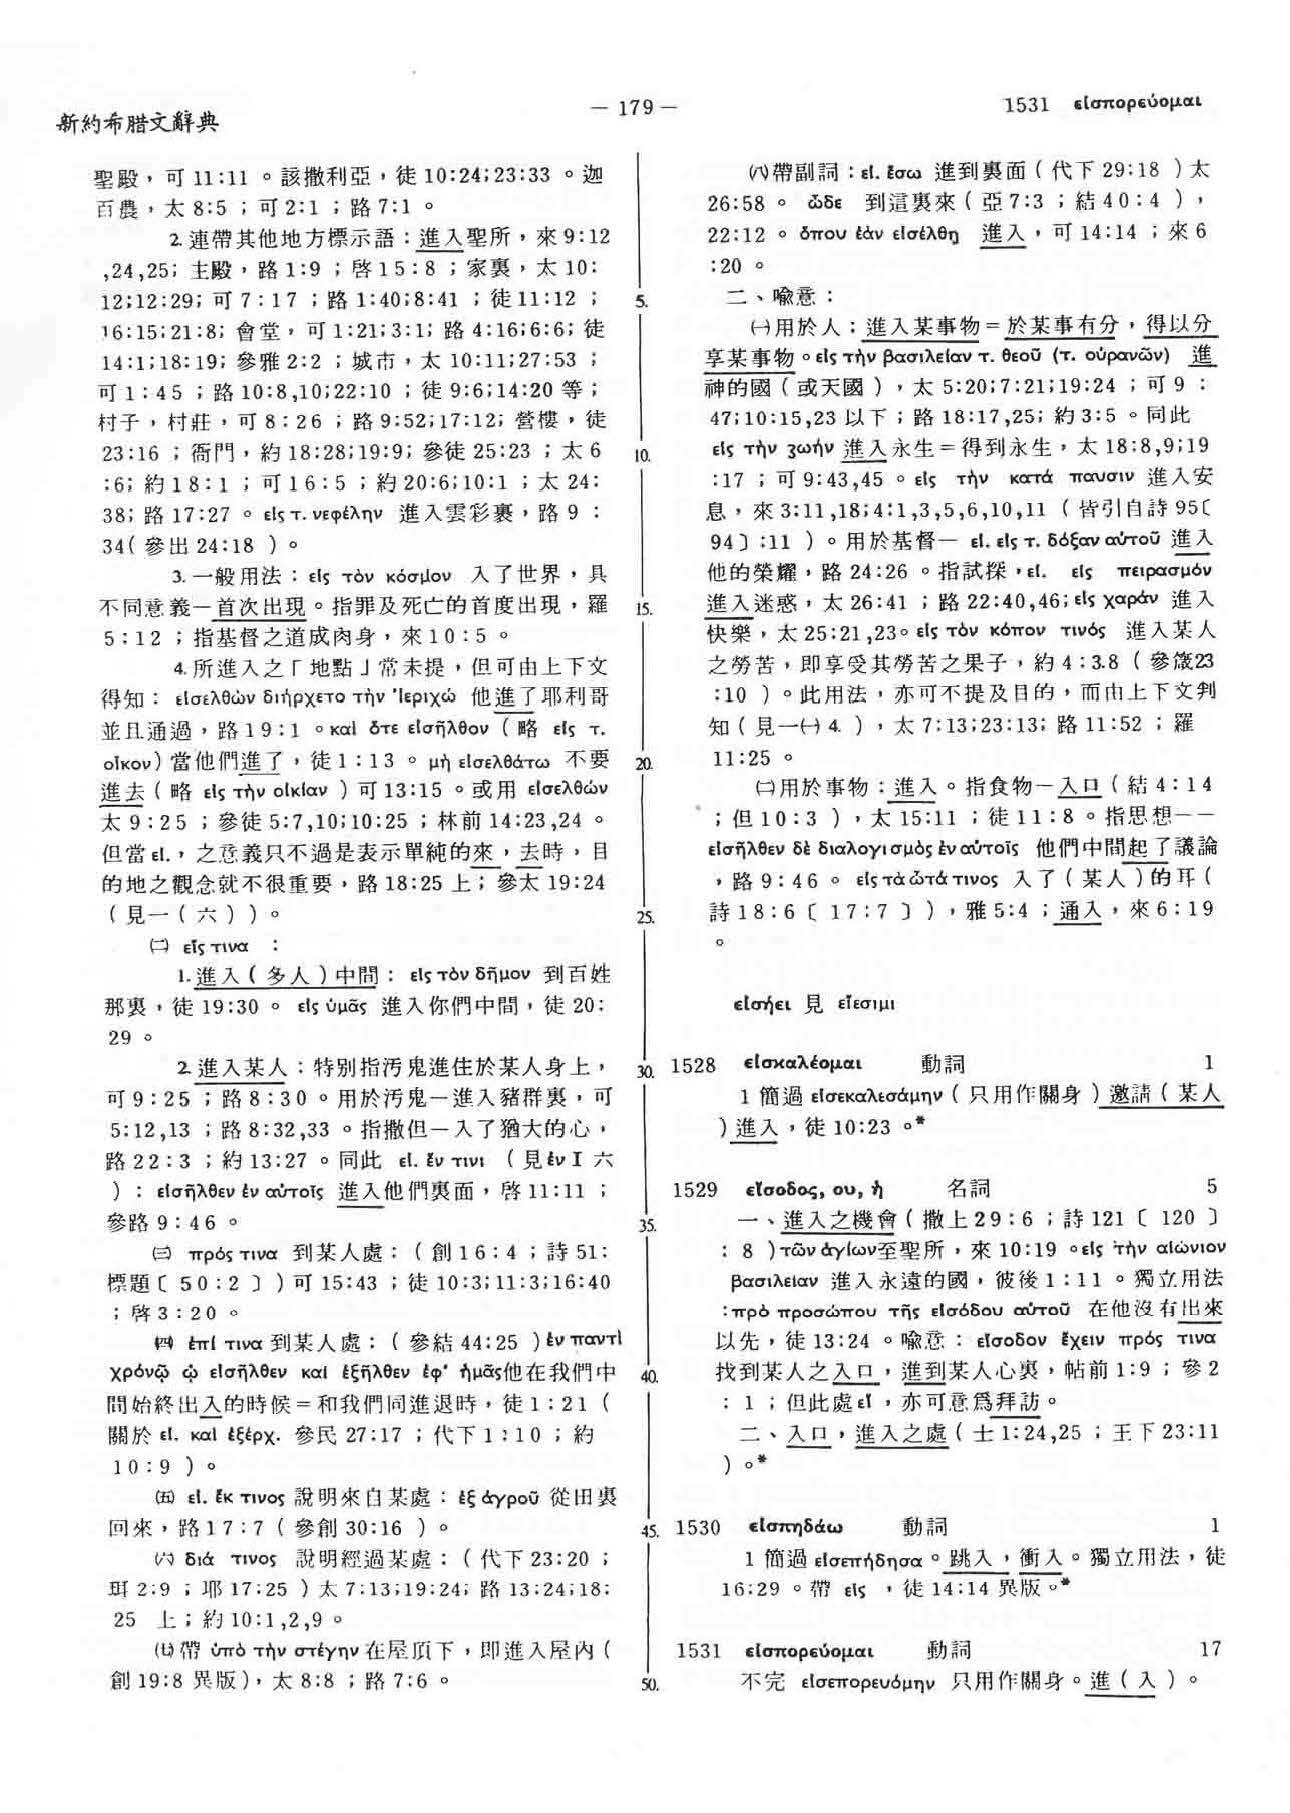 新約希腊文辭典
— 179 —
1531 εἰσπορεύομαι
聖殿，可 11:11 。該撒利亞，徒 10:24;23:33 。迦
百農，太 8:5 ；可 2:1 ；路 7:1 。
2. 連帶其他地方標示語：進入聖所，來 9:12
,24,25; 主殿，路 1:9 ；啓 15:8 ；家裏，太 10:
12;12:29; 可 7:17 ；路 1:40;8:41 ；徒 11:12 ；
16:15;21:8; 會堂，可 1:21;3:1; 路 4:16;6:6; 徒
14:1;18:19; 參雅 2:2 ；城市，太 10:11;27:53 ；
可 1:45 ；路 10:8,10;22:10 ；徒 9:6;14:20 等；
村子，村莊，可 8:26 ；路 9:52;17:12; 營樓，徒
23:16 ；衙門，約 18:28;19:9; 參徒 25:23 ；太 6
:6; 約 18:1 ；可 16:5 ；約 20:6;10:1 ；太 24:
38; 路 17:27 。εἰς τ. νεφέλην 進入雲彩裏，路 9 :
34( 參出 24:18 ) 。
3. 一般用法：εἰς τὸν κόσμον 入了世界，具
不同意義—首次出現。指罪及死亡的首度出現，羅
5:12 ；指基督之道成肉身，來 10:5 。
4. 所進入之「地點」常未提，但可由上下文
得知：εἰσελθὼν διήρχετο τὴν Ἰεριχώ 他進了耶利哥
並且通過，路 19:1 。καὶ ὅτε εἰσῆλθον ( 略 εἰς τ.
οἶκον) 當他們進了，徒 1:13 。μὴ εἰσελθάτω 不要
進去 ( 略 εἰς τὴν οἰκίαν ) 可 13:15 。或用 εἰσελθών
太 9:25 ；參徒 5:7,10;10:25 ；林前 14:23,24 。
但當 εἰ.，之意義只不過是表示單純的來，去時，目
的地之觀念就不很重要，路 18:25 上；參太 19:24
( 見一 ( 六 ) ) 。
㈡ εἴς τινα ：
1. 進入 ( 多人 ) 中間：εἰς τὸν δῆμον 到百姓
那裏，徒 19:30 。εἰς ὑμᾶς 進入你們中間，徒 20:
29 。
2. 進入某人：特别指汚鬼進住於某人身上，
可 9:25 ；路 8:30 。用於汚鬼—進入豬群裏，可
5:12,13 ；路 8:32,33 。指撒但—入了猶大的心，
路 22:3 ；約 13:27 。同此 εἰ. ἔν τινι ( 見 ἐν I 六
) ：εἰσῆλθεν ἐν αὐτοῖς 進入他們裏面，啓 11:11 ；
參路 9:46 。
㈢ πρός τινα 到某人處：( 創 16:4 ；詩 51:
標題〔 50:2 〕) 可 15:43 ；徒 10:3;11:3;16:40
；啓 3:20 。
㈣ ἐπί τινα 到某人處：( 參結 44:25 ) ἐν παντὶ
χρόνῳ ᾧ εἰσῆλθεν καὶ ἐξῆλθεν ἐφ' ἡμᾶς他在我們中
間始終出入的時候＝和我們同進退時，徒 1:21 (
關於 εἰ. καὶ ἐξέρχ. 參民 27:17 ；代下 1:10 ；約
10:9 ) 。
㈤ εἰ. ἔκ τινος 說明來自某處：ἐξ ἀγροῦ 從田裏
回來，路 17:7 ( 參創 30:16 ) 。
㈥ διά τινος 說明經過某處：( 代下 23:20 ；
珥 2:9 ；耶 17:25 ) 太 7:13;19:24; 路 13:24;18:
25 上；約 10:1,2,9 。
㈦ 帶 ὑπὸ τὴν στέγην 在屋頂下，即進入屋內 (
創 19:8 異版)，太 8:8 ；路 7:6 。
5.
10.
15.
20.
25.
30.
35.
40.
45.
50.
㈧帶副詞：εἰ. ἔσω 進到裏面 ( 代下 29:18 ) 太
26:58 。 ὧδε 到這裏來 ( 亞 7:3 ；結 40:4 )，
22:12 。ὅπου ἐὰν εἰσέλθῃ 進入，可 14:14 ；來 6
:20 。
二、喩意：
㈠用於人：進入某事物＝於某事有分，得以分
享某事物。εἰς τὴν βασιλείαν τ. θεοῦ (τ. οὐρανῶν) 進
神的國 ( 或天國 )，太 5:20;7:21;19:24 ；可 9 :
47;10:15,23 以下；路 18:17,25; 約 3:5 。同此
εἰς τὴν ζωήν 進入永生＝得到永生，太 18:8,9;19
:17 ；可 9:43,45 。εἰς τὴν κατά παυσιν 進入安
息，來 3:11,18;4:1,3,5,6,10,11 ( 皆引自詩 95〔
94〕:11 ) 。用於基督— εἰ. εἰς τ. δόξαν αὐτοῦ 進入
他的榮耀，路 24:26 。指試探，εἰ. εἰς πειρασμόν
進入迷惑，太 26:41 ；路 22:40,46; εἰς χαράν 進入
快樂，太 25:21,23。εἰς τὸν κόπον τινός 進入某人
之勞苦，即享受其勞苦之果子，約 4:3.8 ( 參箴23
:10 ) 。此用法，亦可不提及目的，而由上下文判
知 ( 見一㈠ 4. )，太 7:13;23:13; 路 11:52 ；羅
11:25 。
㈡用於事物：進入。指食物—入口 ( 結 4:14
；但 10:3 )，太 15:11 ；徒 11:8 。指思想——
εἰσῆλθεν δὲ διαλογισμὸς ἐν αὐτοῖς 他們中間起了議論
，路 9:46 。 εἰς τὰ ὦτά τινος 入了 ( 某人 ) 的耳 (
詩 18:6〔 17:7 〕)，雅 5:4 ；通入，來 6:19
。
εἰσήει 見 εἴεσιμι
1528 εἰσκαλέομαι 動詞 1
1 簡過 εἰσεκαλεσάμην ( 只用作關身 ) 邀請 ( 某人
) 進入，徒 10:23 。*
1529 εἴσοδος, ου, ἡ 名詞 5
一、進入之機會 ( 撒上 29:6 ；詩 121〔 120 〕
: 8 ) τῶν ἁγίων至聖所，來 10:19 。εἰς τὴν αἰώνιον
βασιλείαν 進入永遠的國，彼後 1:11 。獨立用法
:πρὸ προσώπου τῆς εἰσόδου αὐτοῦ 在他沒有出來
以先，徒 13:24 。喩意：εἴσοδον ἔχειν πρός τινα
找到某人之入口，進到某人心裏，帖前 1:9 ；參 2
: 1 ；但此處 εἴ，亦可意爲拜訪。
二、入口，進入之處 ( 士 1:24,25 ；王下 23:11
) 。*
1530 εἰσπηδάω 動詞 1
1 簡過 εἰσεπήδησα。跳入，衝入。獨立用法，徒
16:29 。帶 εἰς ，徒 14:14 異版。*
1531 εἰσπορεύομαι 動詞 17
不完 εἰσεπορευόμην 只用作關身。進 ( 入 ) 。